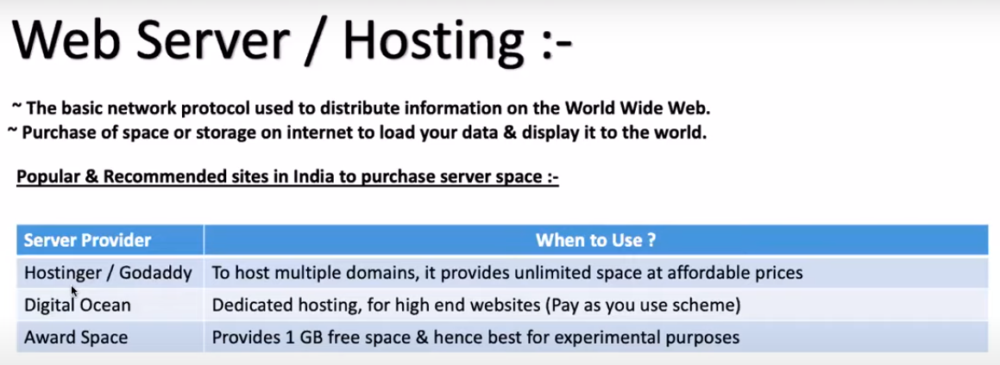 Web Server / Hosting :-
~ The basic network protocol used to distribute information on the World Wide Web.
~ Purchase of space or storage on internet to load your data & display it to the world.
Popular & Recommended sites in India to purchase server space :-
Server Provider When to Use ?
Hostinger / Godaddy To host multiple domains, it provides unlimited space at affordable prices
Digital Ocean Dedicated hosting, for high end websites (Pay as you use scheme)
Award Space Provides 1 GB free space & hence best for experimental purposes